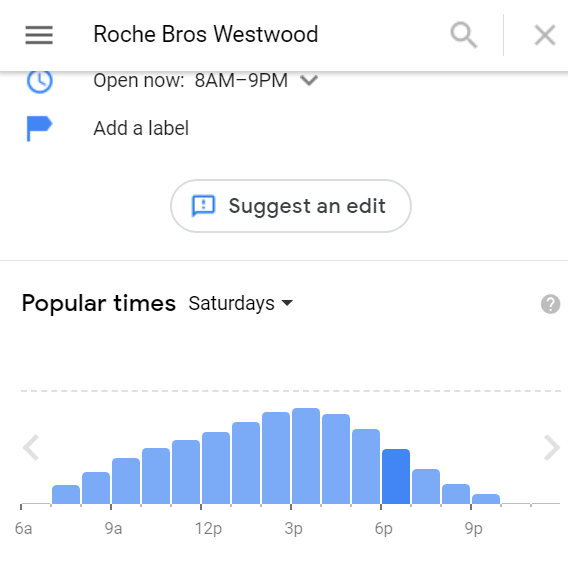 Roche Bros Westwood
Open now: 8AM–9PM
Add a label
Suggest an edit
Popular times Saturdays
?
6a 9a 12p 3p 6p 9p